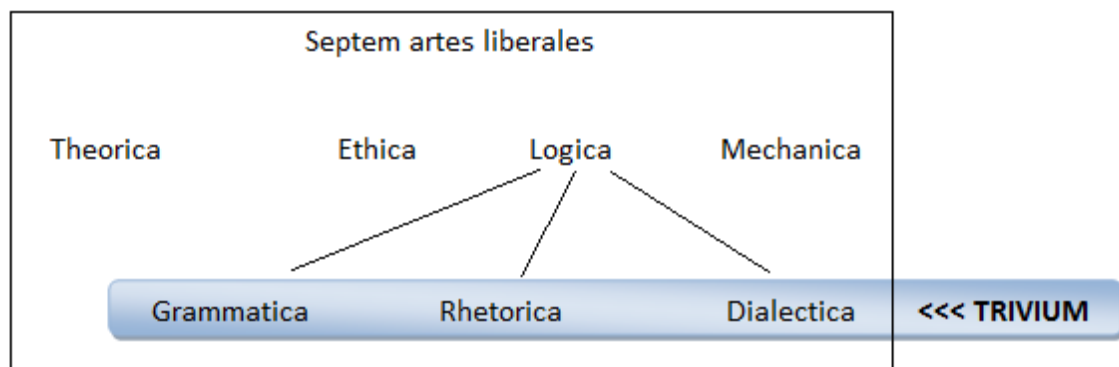 Septem artes liberales
Theorica Ethica Logica Mechanica
Grammatica Rhetorica Dialectica <<< TRIVIUM